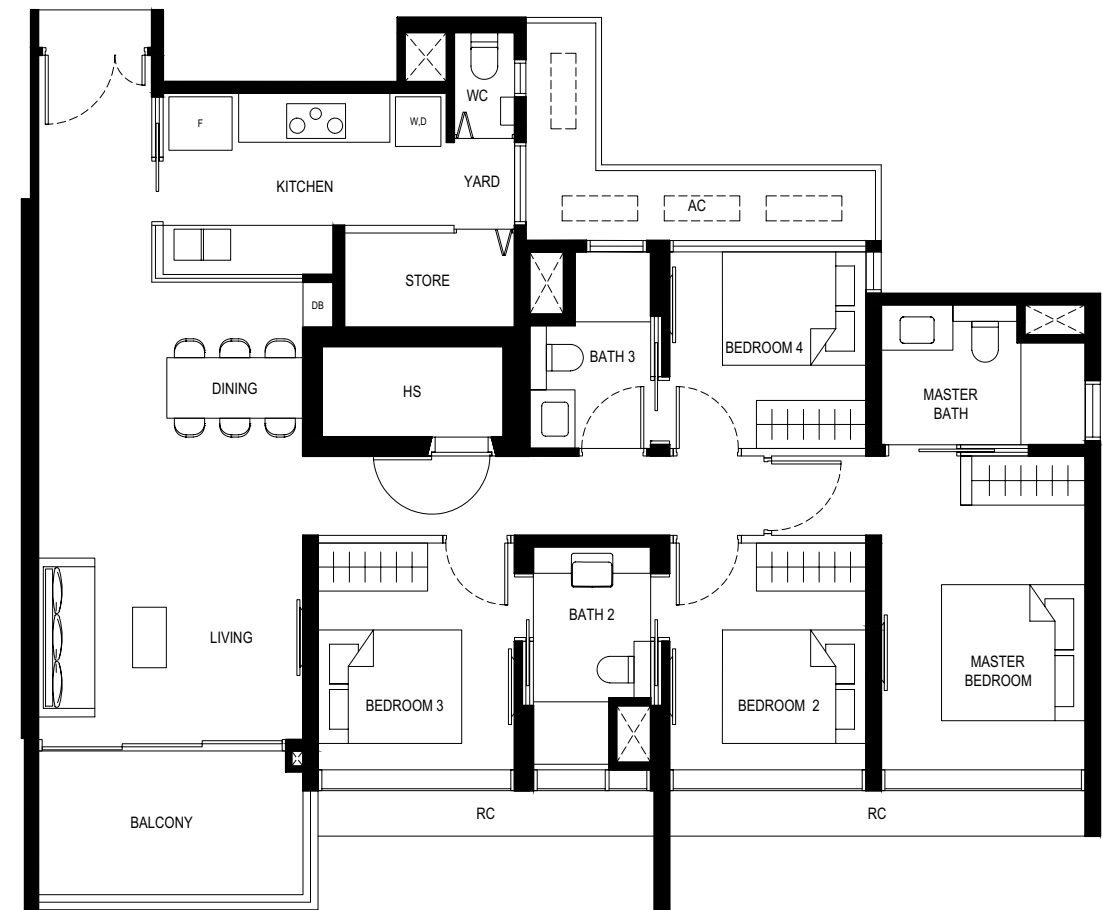 WC
F
W,D
KITCHEN
YARD
AC
STORE
DB
BEDROOM 4
BATH 3
DINING
HS
MASTER
BATH
BATH 2
LIVING
MASTER
BEDROOM
BEDROOM 3
BEDROOM 2
BALCONY
RC
RC